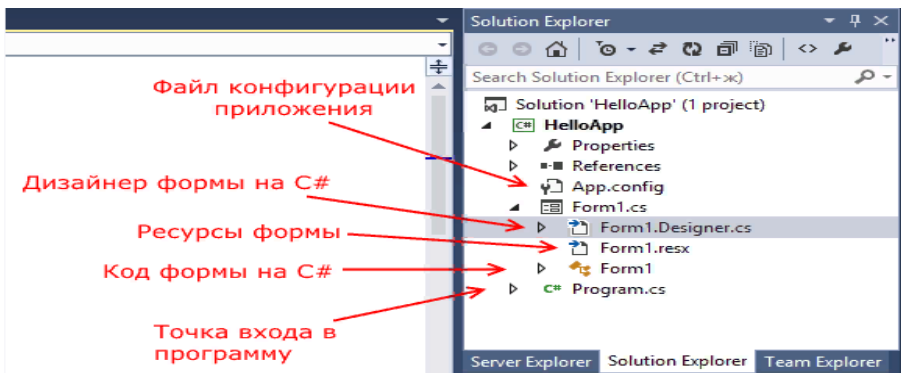 Файл конфигурации
приложения
Дизайнер формы на C#
Ресурсы формы
Код формы на C#
Точка входа в
программу
Solution Explorer
Search Solution Explorer (Ctrl+ж)
Solution 'HelloApp' (1 project)
C# HelloApp
Properties
References
App.config
Form1.cs
Form1.Designer.cs
Form1.resx
Form1
C# Program.cs
Server Explorer Solution Explorer Team Explorer